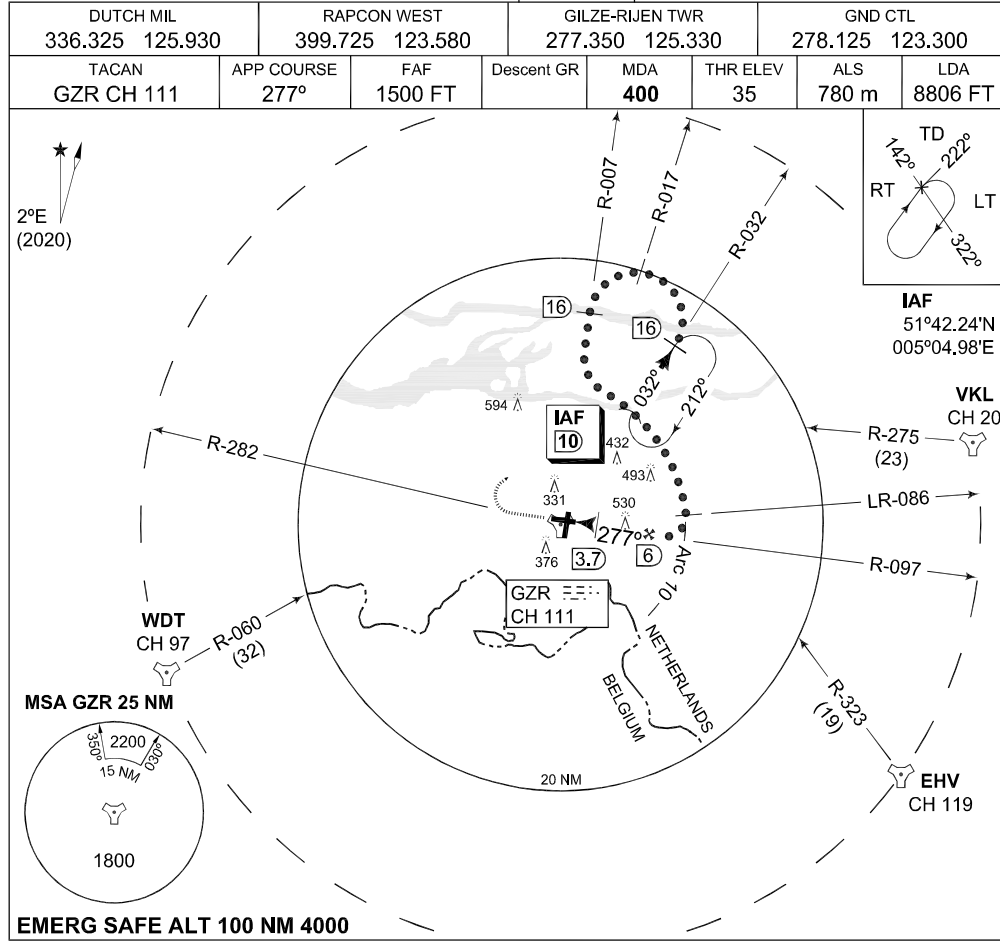 DUTCH MIL
336.325 125.930
RAPCON WEST
399.725 123.580
GILZE-RIJEN TWR
277.350 125.330
GND CTL
278.125 123.300
TACAN
GZR CH 111
APP COURSE
277º
FAF
1500 FT
Descent GR
MDA
400
THR ELEV
35
ALS
780 m
LDA
8806 FT
2ºE
(2020)
R-007
R-017
R-032
TD
142º
222º
RT
LT
322º
IAF
51º42.24'N
005º04.98'E
16
16
032º
212º
594
IAF
10
432
493
331
530
376
277º
3.7
6
Arc 10
GZR
CH 111
VKL
CH 20
R-275
(23)
LR-086
R-097
R-282
WDT
CH 97
R-060
(32)
NETHERLANDS
BELGIUM
R-323
(19)
EHV
CH 119
20 NM
MSA GZR 25 NM
350º
2200
030º
15 NM
1800
EMERG SAFE ALT 100 NM 4000